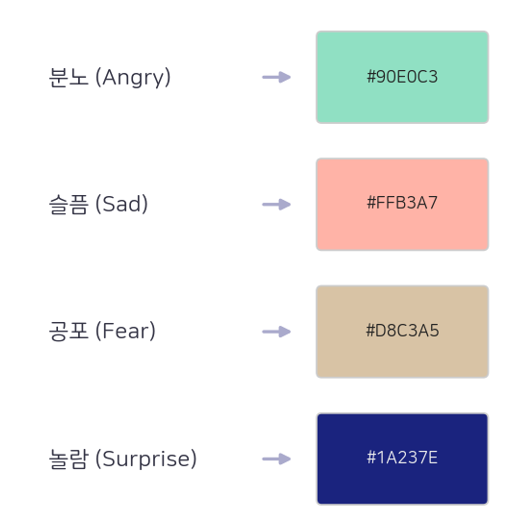 분노 (Angry) → #90E0C3
슬픔 (Sad) → #FFB3A7
공포 (Fear) → #D8C3A5
놀람 (Surprise) → #1A237E